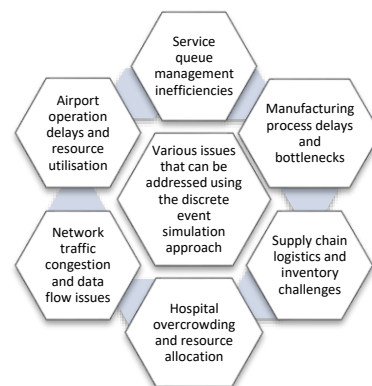 Service
queue
management
inefficiencies
Manufacturing
process delays
and
bottlenecks
Supply chain
logistics and
inventory
challenges
Hospital
overcrowding
and resource
allocation
Network
traffic
congestion
and data
flow issues
Airport
operation
delays and
resource
utilisation
Various issues
that can be
addressed using
the discrete
event
simulation
approach